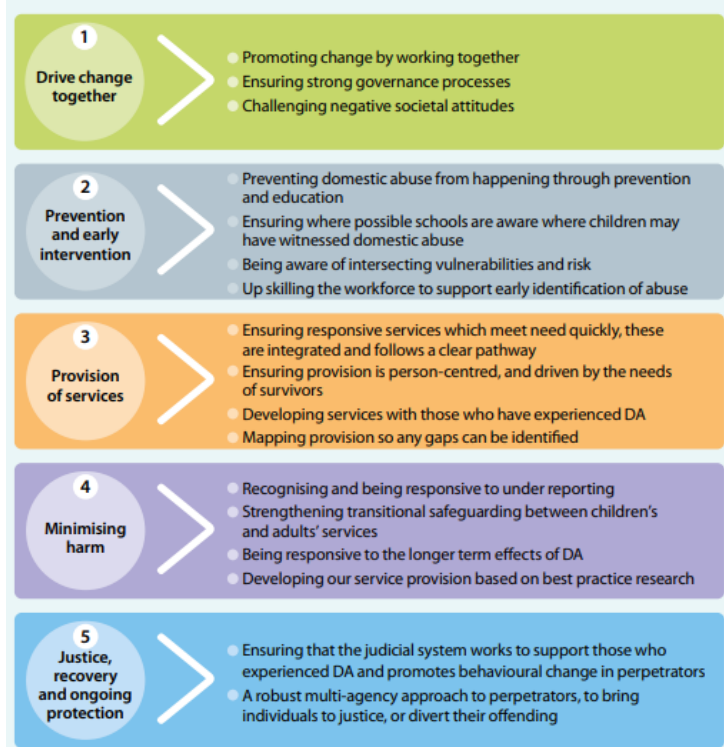 1
Drive change
together
Promoting change by working together
Ensuring strong governance processes
Challenging negative societal attitudes
2
Prevention
and early
intervention
Preventing domestic abuse from happening through prevention
and education
Ensuring where possible schools are aware where children may
have witnessed domestic abuse
Being aware of intersecting vulnerabilities and risk
Up skilling the workforce to support early identification of abuse
3
Provision
of services
Ensuring responsive services which meet need quickly, these
are integrated and follows a clear pathway
Ensuring provision is person-centred, and driven by the needs
of survivors
Developing services with those who have experienced DA
Mapping provision so any gaps can be identified
4
Minimising
harm
Recognising and being responsive to under reporting
Strengthening transitional safeguarding between children's
and adults' services
Being responsive to the longer term effects of DA
Developing our service provision based on best practice research
5
Justice,
recovery
and ongoing
protection
Ensuring that the judicial system works to support those who
experienced DA and promotes behavioural change in perpetrators
A robust multi-agency approach to perpetrators, to bring
individuals to justice, or divert their offending